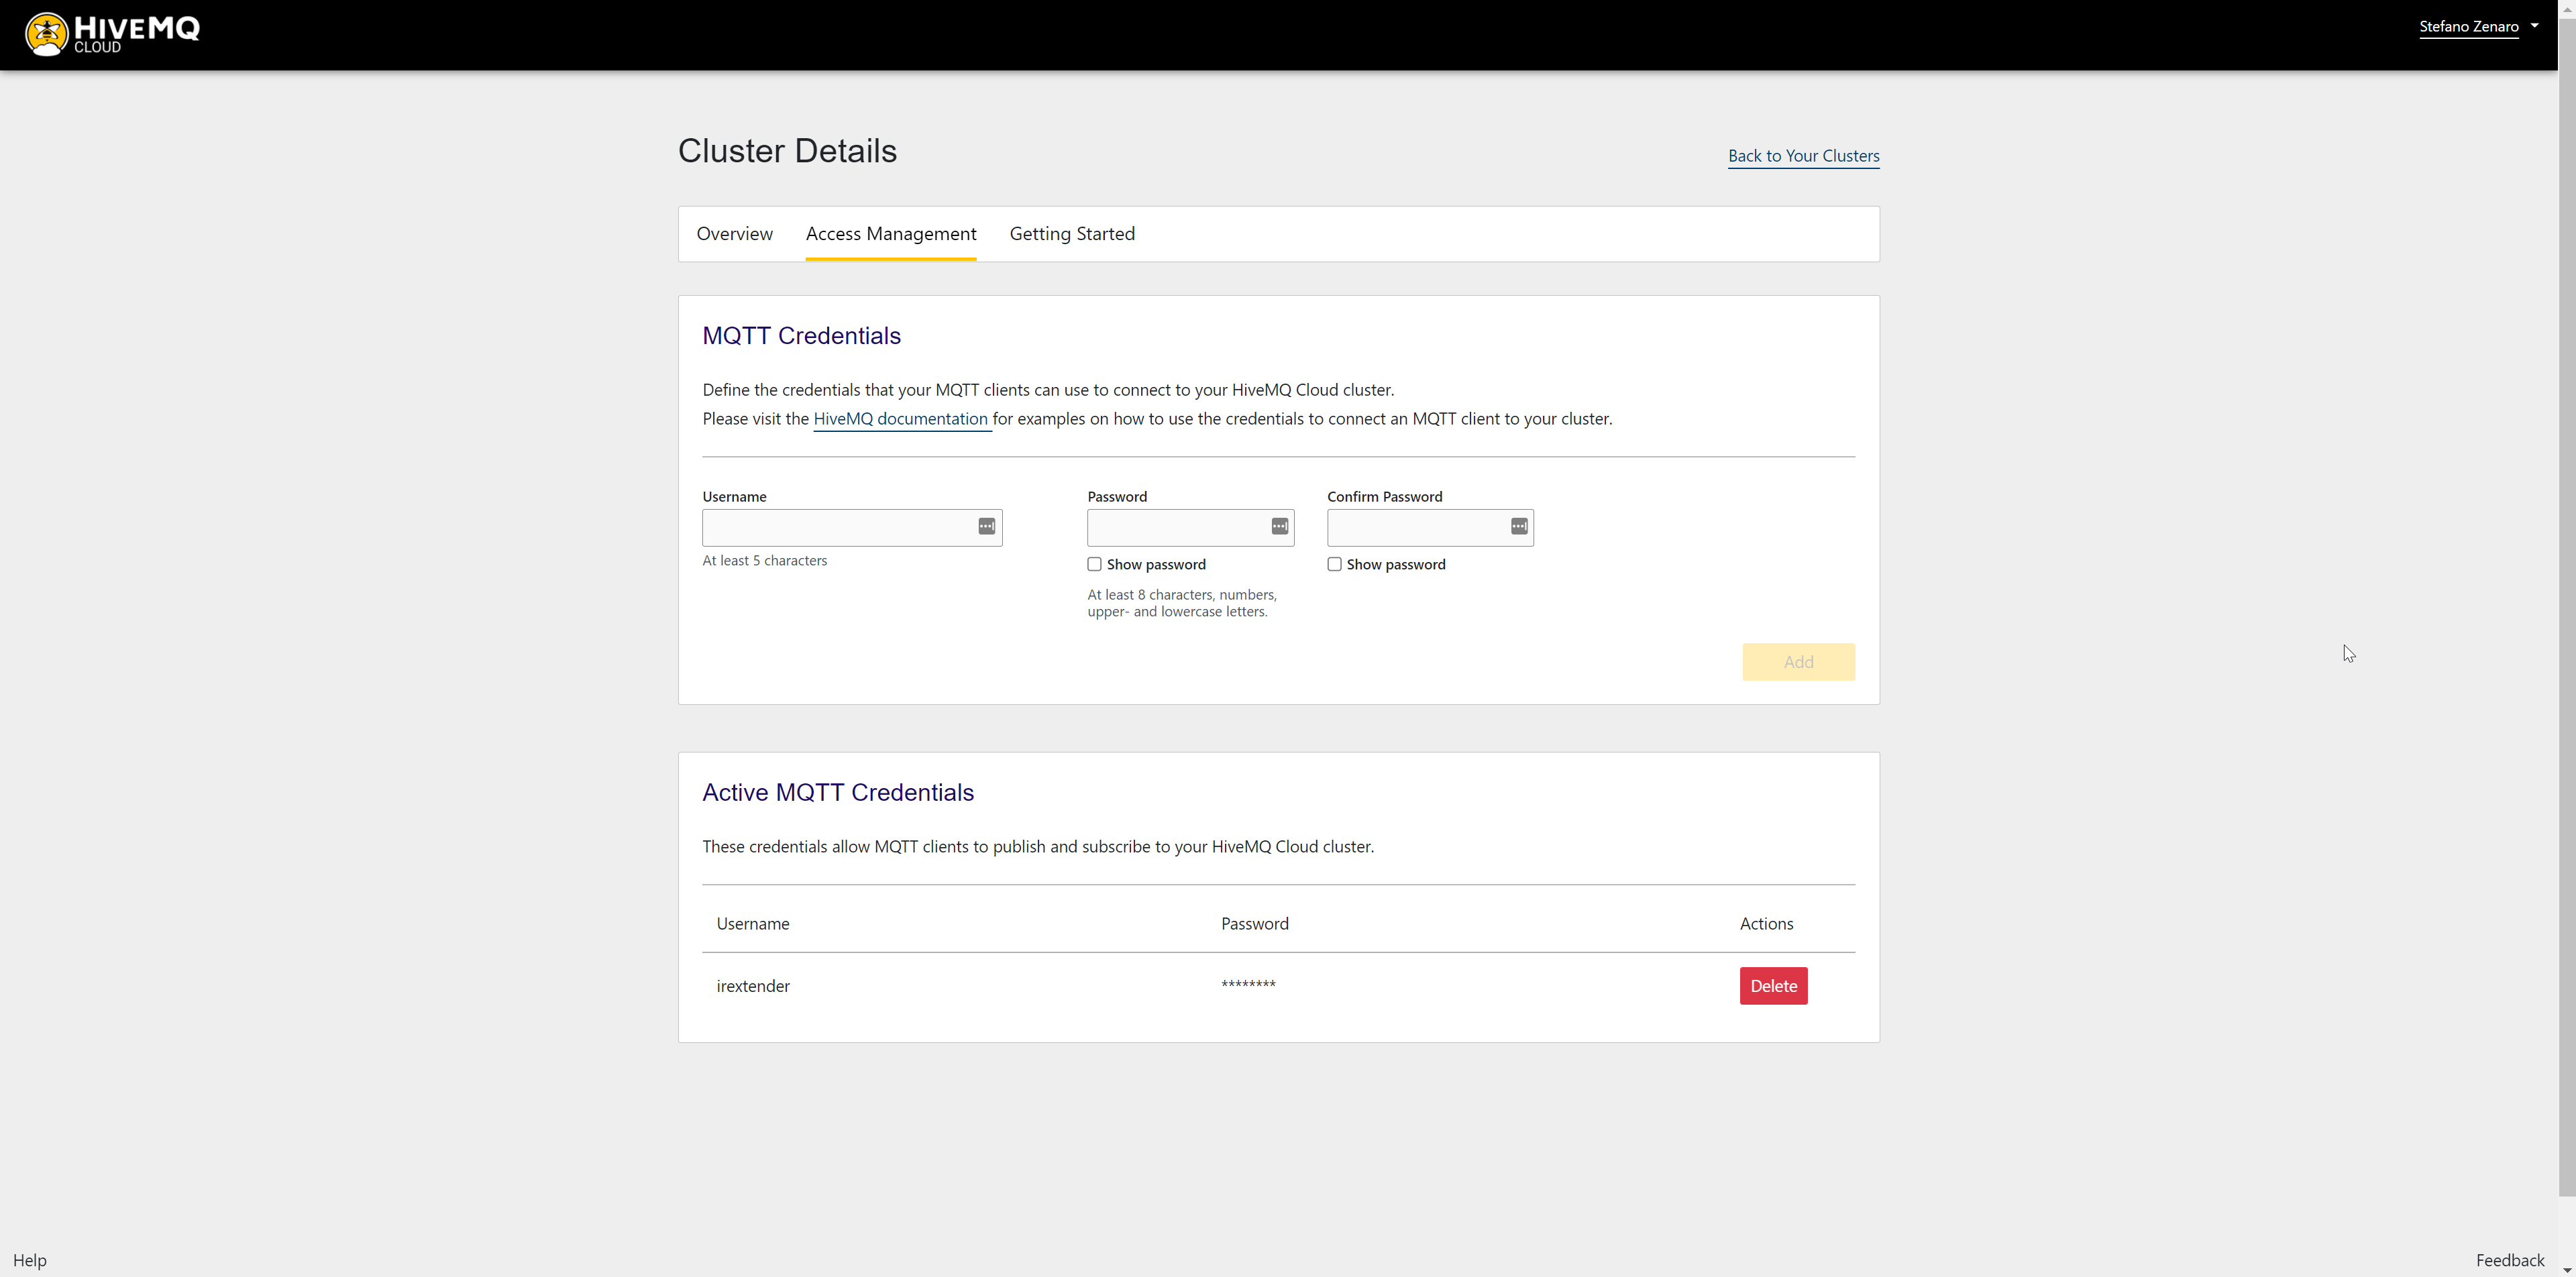 HIVEMQ
CLOUD
Stefano Zenaro
Cluster Details
Back to Your Clusters
Overview Access Management Getting Started
MQTT Credentials
Define the credentials that your MQTT clients can use to connect to your HiveMQ Cloud cluster.
Please visit the HiveMQ documentation for examples on how to use the credentials to connect an MQTT client to your cluster.
Username Password Confirm Password
At least 5 characters
Show password Show password
At least 8 characters, numbers,
upper- and lowercase letters.
Add
Active MQTT Credentials
These credentials allow MQTT clients to publish and subscribe to your HiveMQ Cloud cluster.
Username Password Actions
irextender ******** Delete
Help Feedback